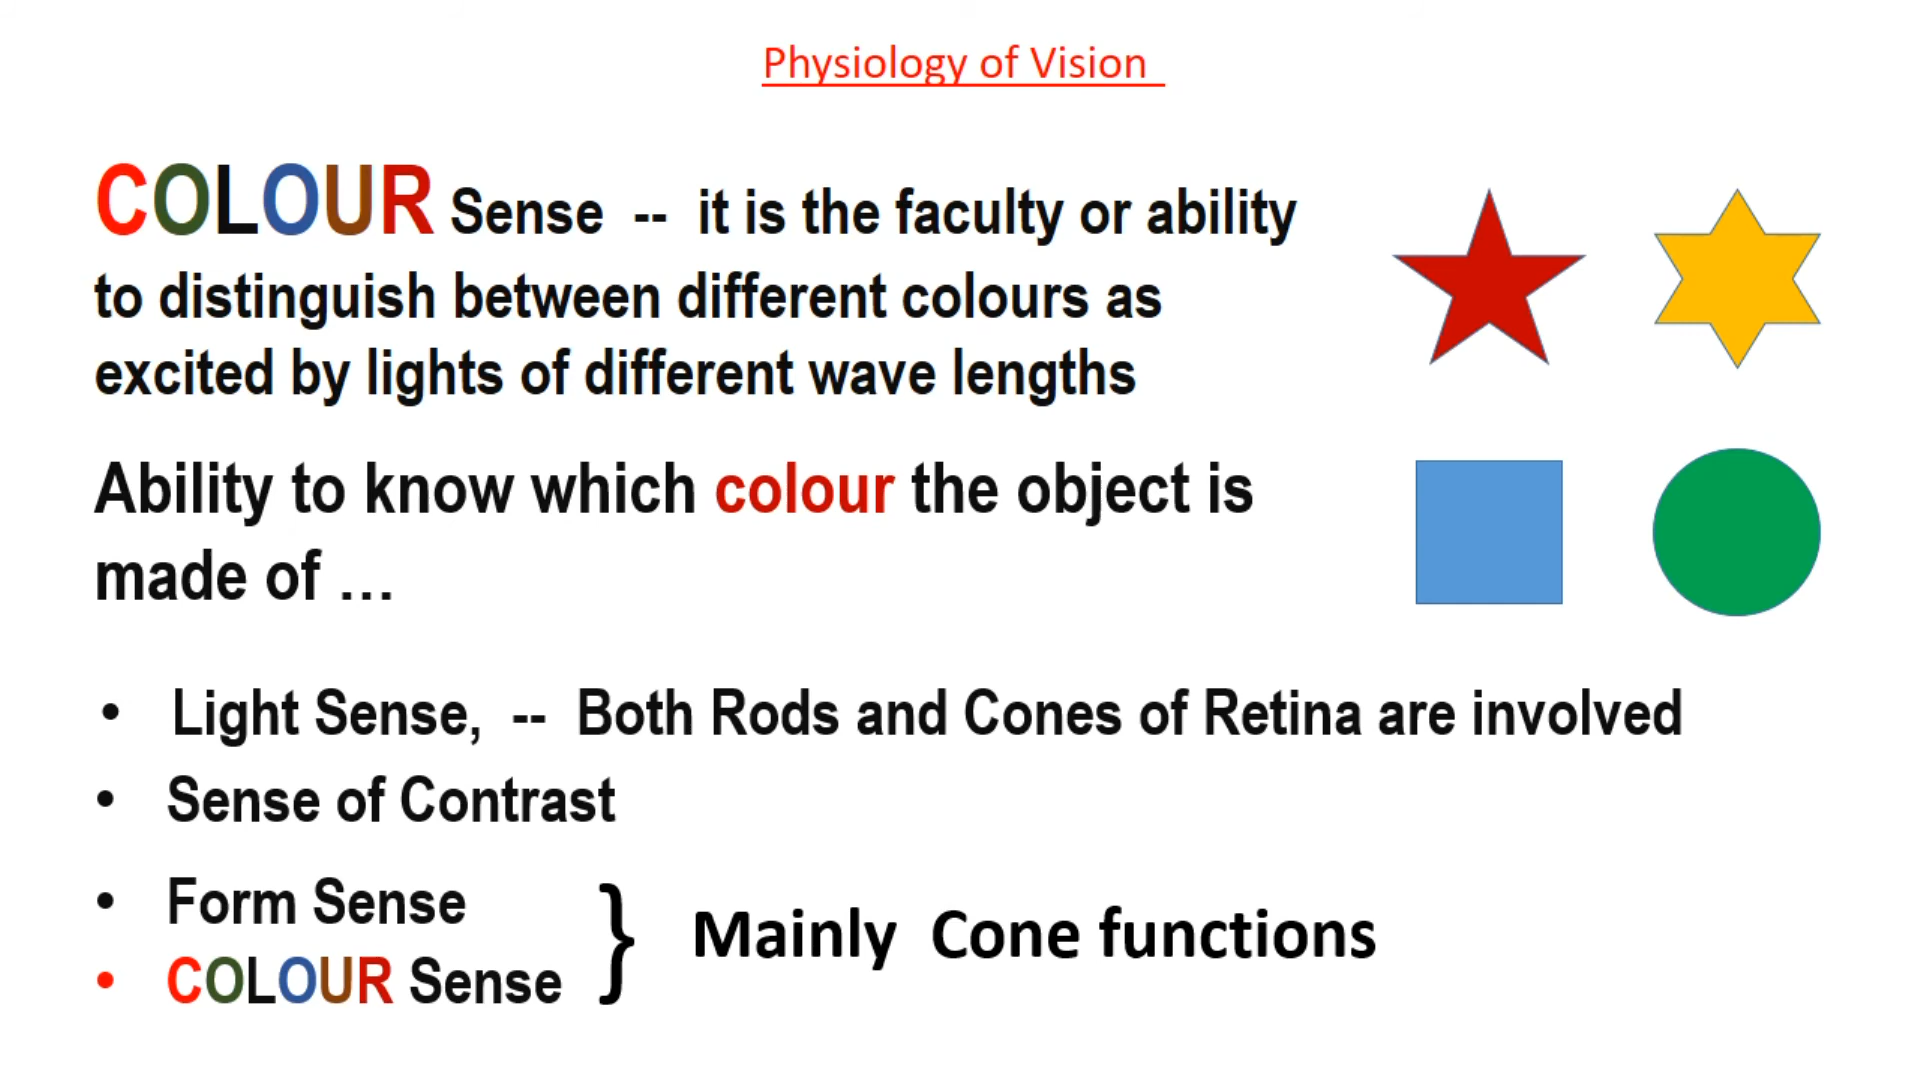 Physiology of Vision
COLOUR Sense -- it is the faculty or ability
to distinguish between different colours as
excited by lights of different wave lengths
Ability to know which colour the object is
made of ...
• Light Sense, -- Both Rods and Cones of Retina are involved
• Sense of Contrast
• Form Sense
• COLOUR Sense
} Mainly Cone functions